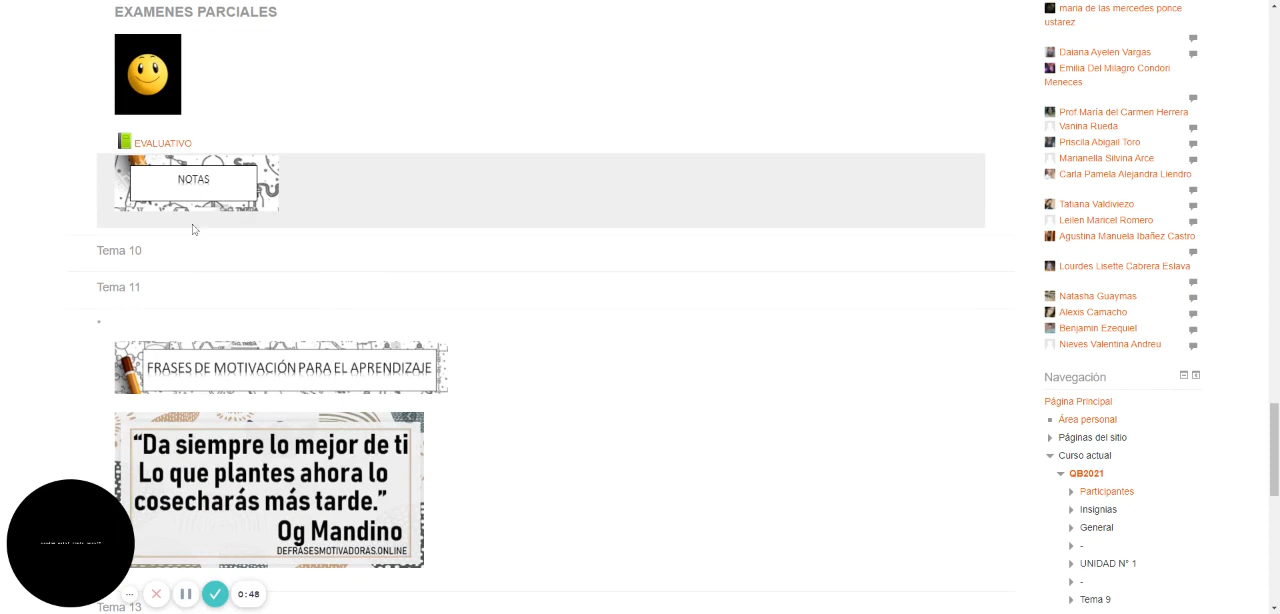 EXAMENES PARCIALES
EVALUATIVO
NOTAS
Tema 10
Tema 11
FRASES DE MOTIVACIÓN PARA EL APRENDIZAJE
“Da siempre lo mejor de ti
Lo que plantes ahora lo
cosecharás más tarde.”
Og Mandino
DEFRASESMOTIVADORAS.ONLINE
0:48
Tema 13
maria de las mercedes ponce
ustarez
Daiana Ayelen Vargas
Emilia Del Milagro Condori
Meneces
Prof.María del Carmen Herrera
Vanina Rueda
Priscila Abigail Toro
Marianella Silvina Arce
Carla Pamela Alejandra Liendro
Tatiana Valdiviezo
Leilen Maricel Romero
Agustina Manuela Ibañez Castro
Lourdes Lisette Cabrera Eslava
Natasha Guaymas
Alexis Camacho
Benjamin Ezequiel
Nieves Valentina Andreu
Navegación
Página Principal
Área personal
Páginas del sitio
Curso actual
QB2021
Participantes
Insignias
General
-
UNIDAD N° 1
-
Tema 9